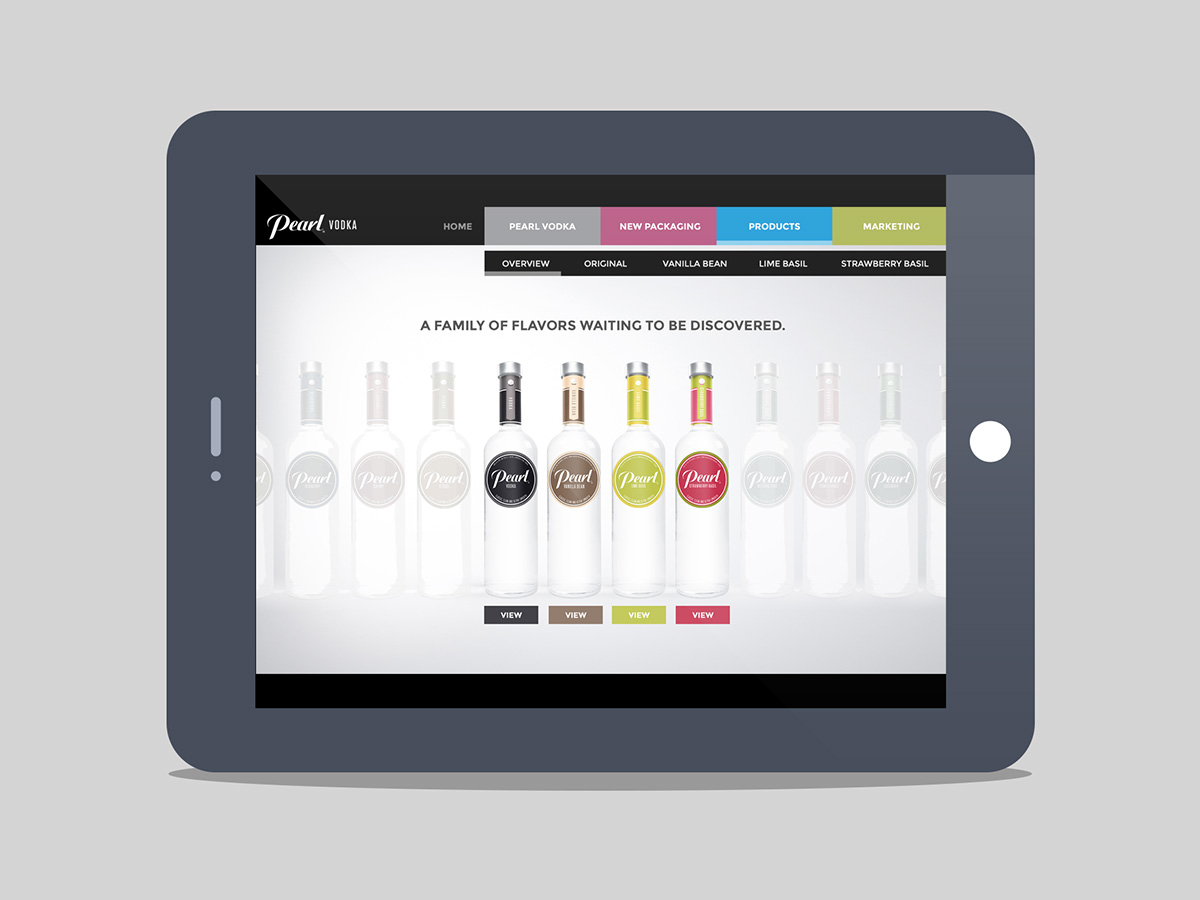 Pearl VODKA
HOME PEARL VODKA NEW PACKAGING PRODUCTS MARKETING
OVERVIEW ORIGINAL VANILLA BEAN LIME BASIL STRAWBERRY BASIL
A FAMILY OF FLAVORS WAITING TO BE DISCOVERED.
Pearl Pearl Pearl Pearl Pearl Pearl Pearl Pearl Pearl Pearl
VODKA VANILLA BEAN LIME BASIL STRAWBERRY BASIL
VIEW VIEW VIEW VIEW